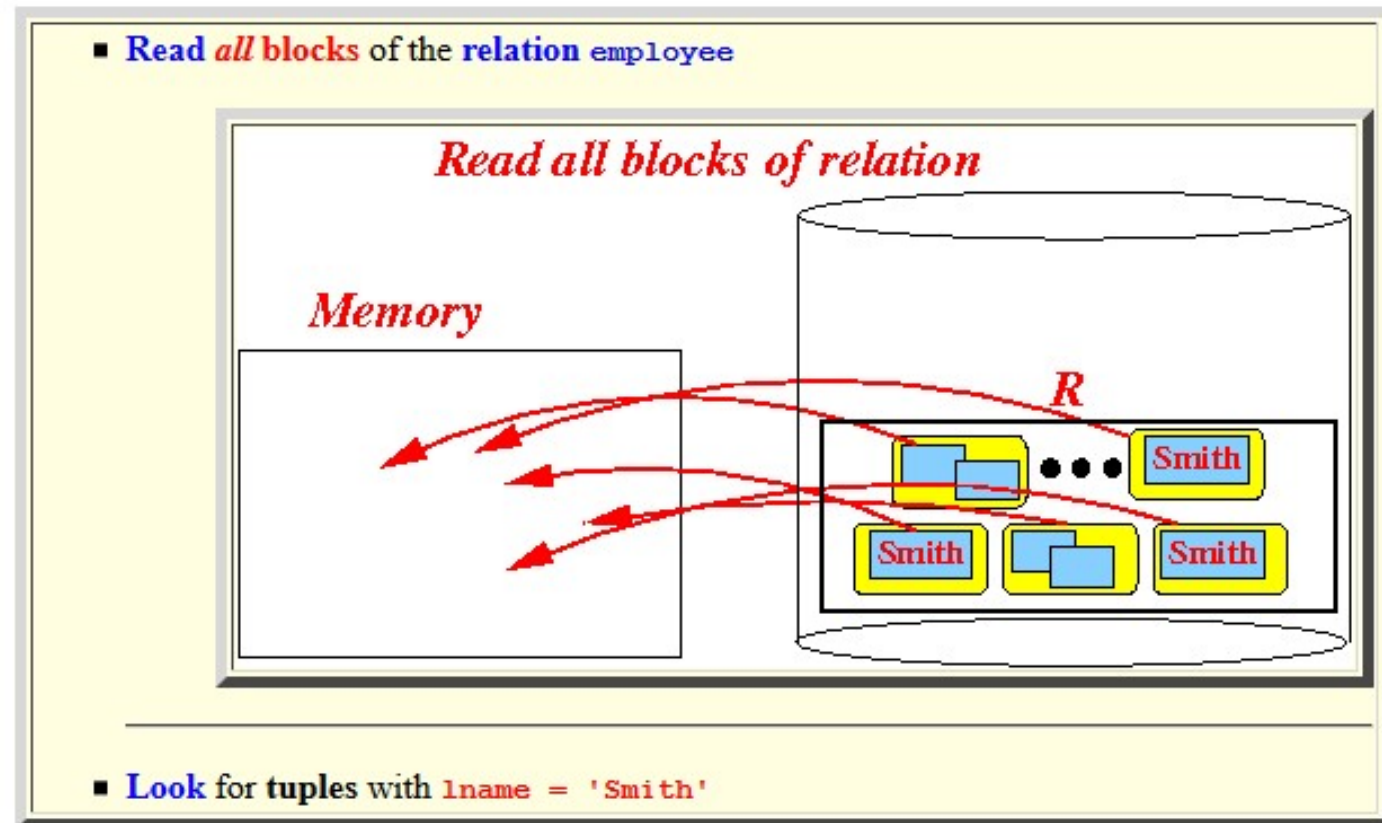 Read all blocks of the relation employee
Read all blocks of relation
Memory
R
Smith
Smith
Smith
Look for tuples with lname = 'Smith'